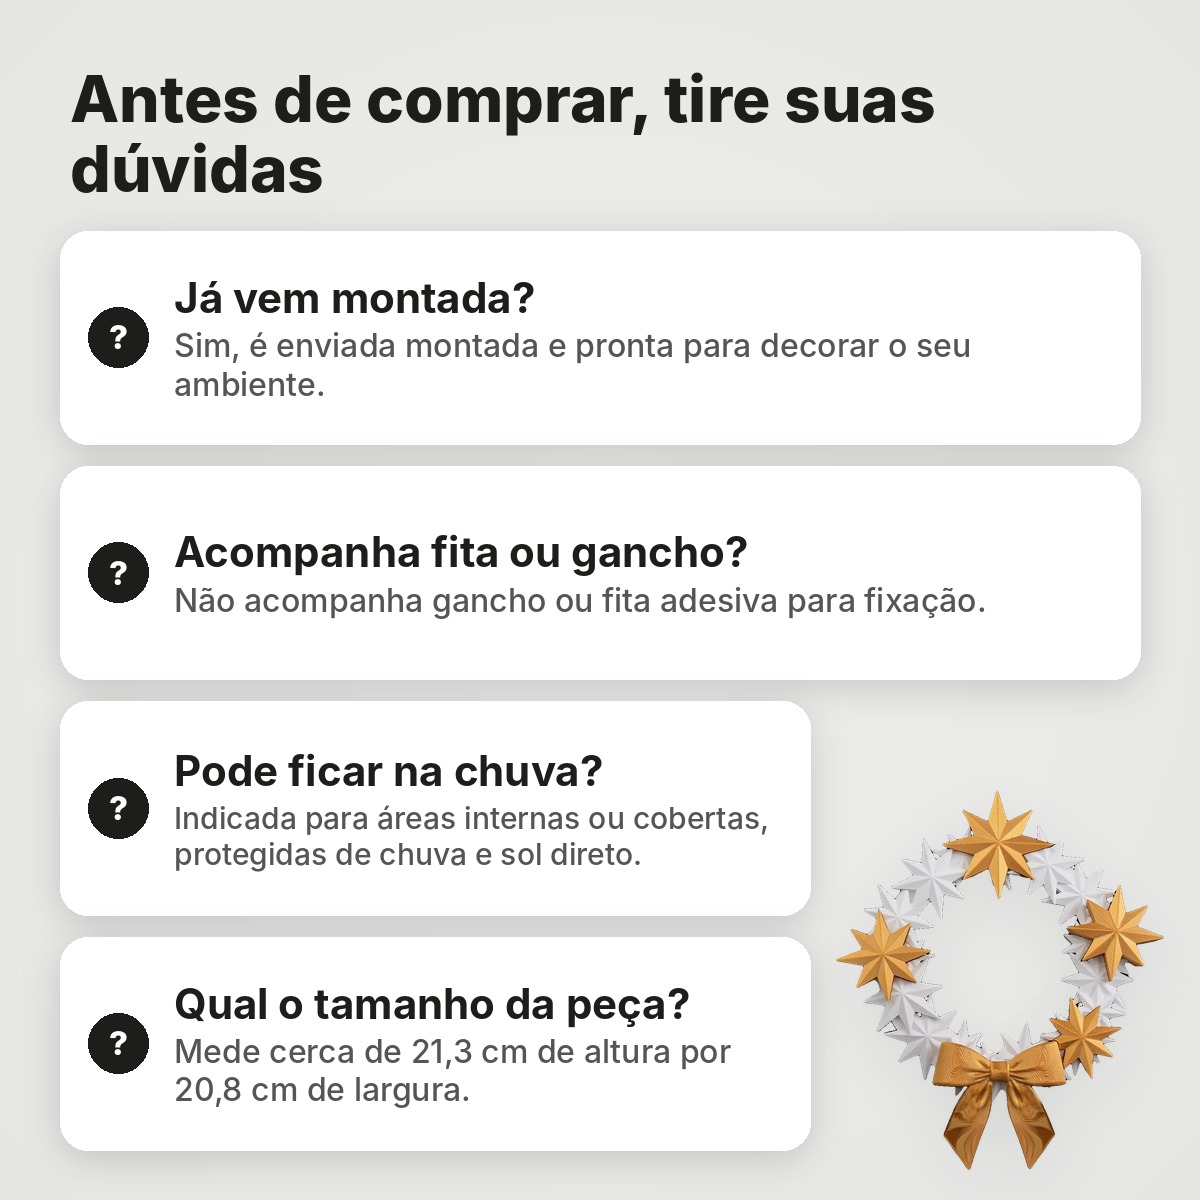 Antes de comprar, tire suas
dúvidas
?
Já vem montada?
Sim, é enviada montada e pronta para decorar o seu
ambiente.
?
Acompanha fita ou gancho?
Não acompanha gancho ou fita adesiva para fixação.
?
Pode ficar na chuva?
Indicada para áreas internas ou cobertas,
protegidas de chuva e sol direto.
?
Qual o tamanho da peça?
Mede cerca de 21,3 cm de altura por
20,8 cm de largura.